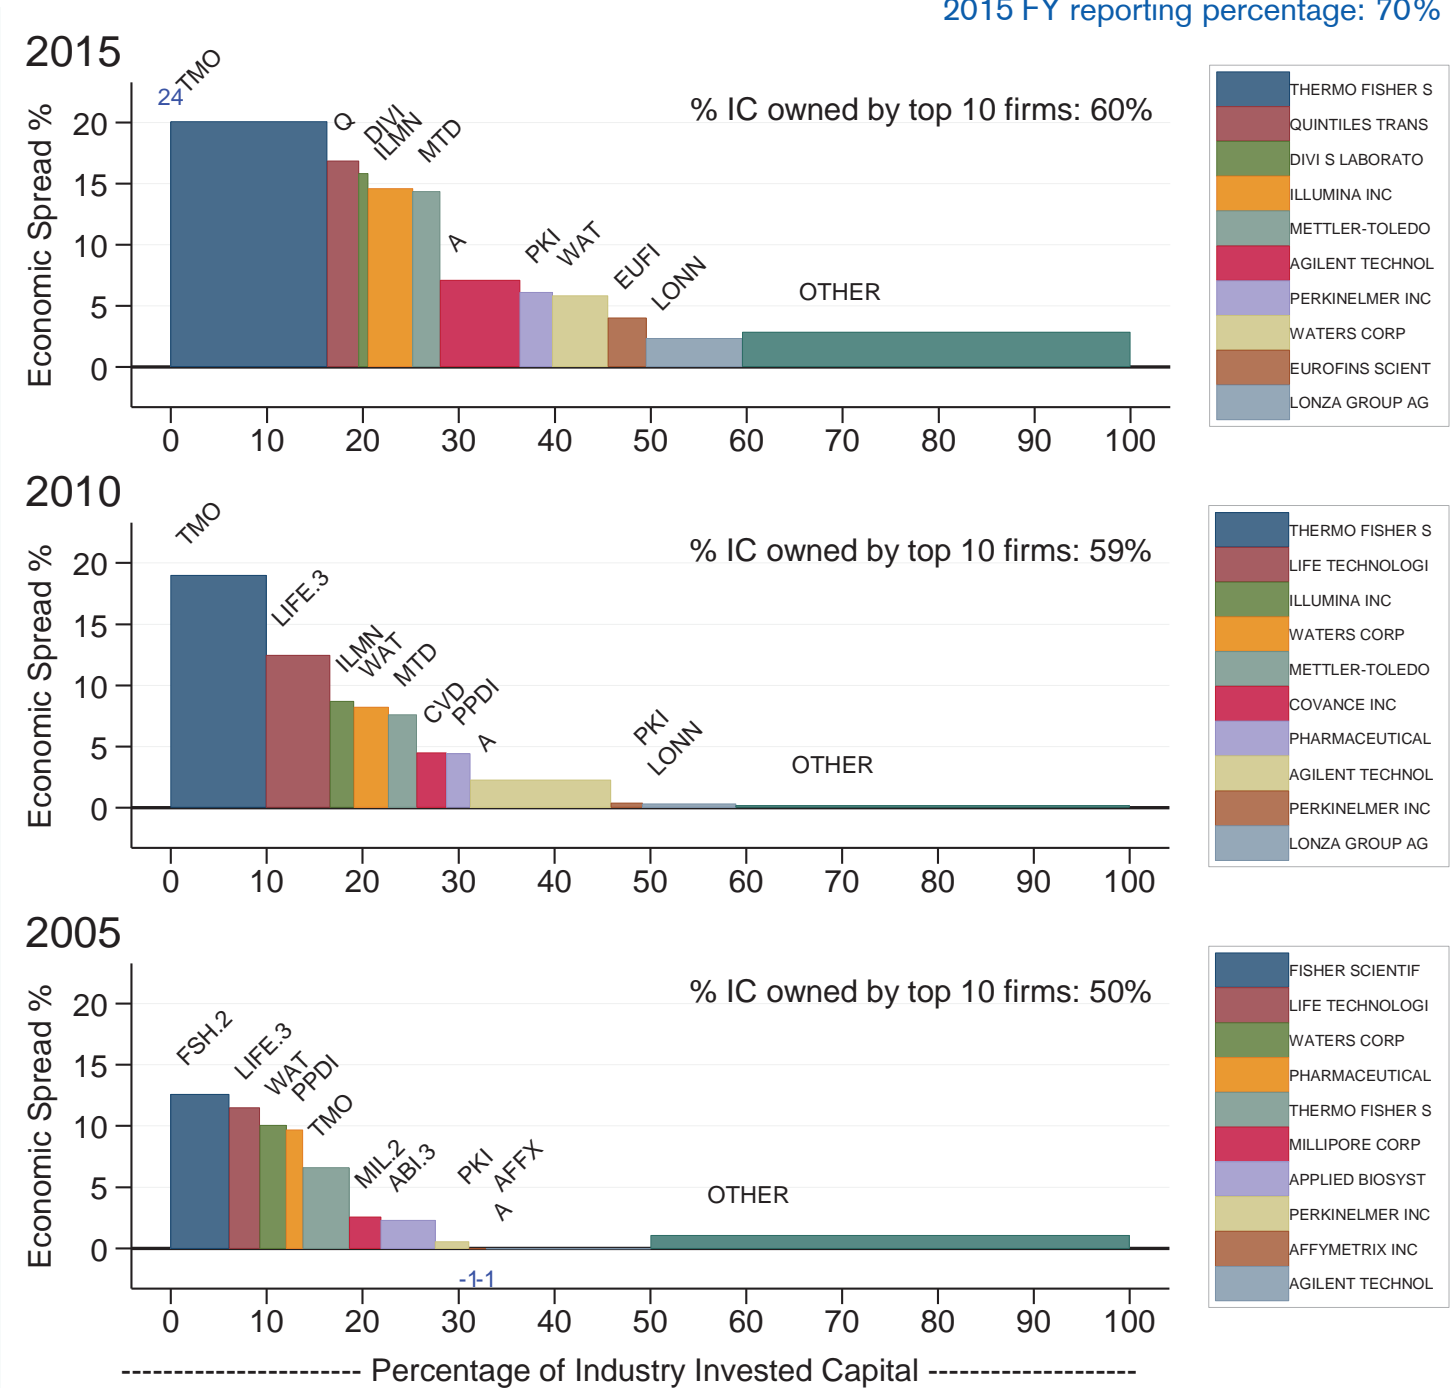 2015 FY reporting percentage: 70%
2015
% IC owned by top 10 firms: 60%
Economic Spread %
20
15
10
5
0
24
TMO
Q
DIVI
ILMN
MTD
A
PKI
WAT
EUFI
LONN
OTHER
0 10 20 30 40 50 60 70 80 90 100
THERMO FISHER S
QUINTILES TRANS
DIVI S LABORATO
ILLUMINA INC
METTLER-TOLEDO
AGILENT TECHNOL
PERKINELMER INC
WATERS CORP
EUROFINS SCIENT
LONZA GROUP AG
2010
% IC owned by top 10 firms: 59%
Economic Spread %
20
15
10
5
0
TMO
LIFE.3
ILMN
WAT
MTD
CVD
PPDI
A
PKI
LONN
OTHER
0 10 20 30 40 50 60 70 80 90 100
THERMO FISHER S
LIFE TECHNOLOGI
ILLUMINA INC
WATERS CORP
METTLER-TOLEDO
COVANCE INC
PHARMACEUTICAL
AGILENT TECHNOL
PERKINELMER INC
LONZA GROUP AG
2005
% IC owned by top 10 firms: 50%
Economic Spread %
20
15
10
5
0
FSH.2
LIFE.3
WAT
PPDI
TMO
MIL.2
ABI.3
PKI
AFFX
A
OTHER
-1-1
0 10 20 30 40 50 60 70 80 90 100
FISHER SCIENTIF
LIFE TECHNOLOGI
WATERS CORP
PHARMACEUTICAL
THERMO FISHER S
MILLIPORE CORP
APPLIED BIOSYST
PERKINELMER INC
AFFYMETRIX INC
AGILENT TECHNOL
----------------------- Percentage of Industry Invested Capital --------------------